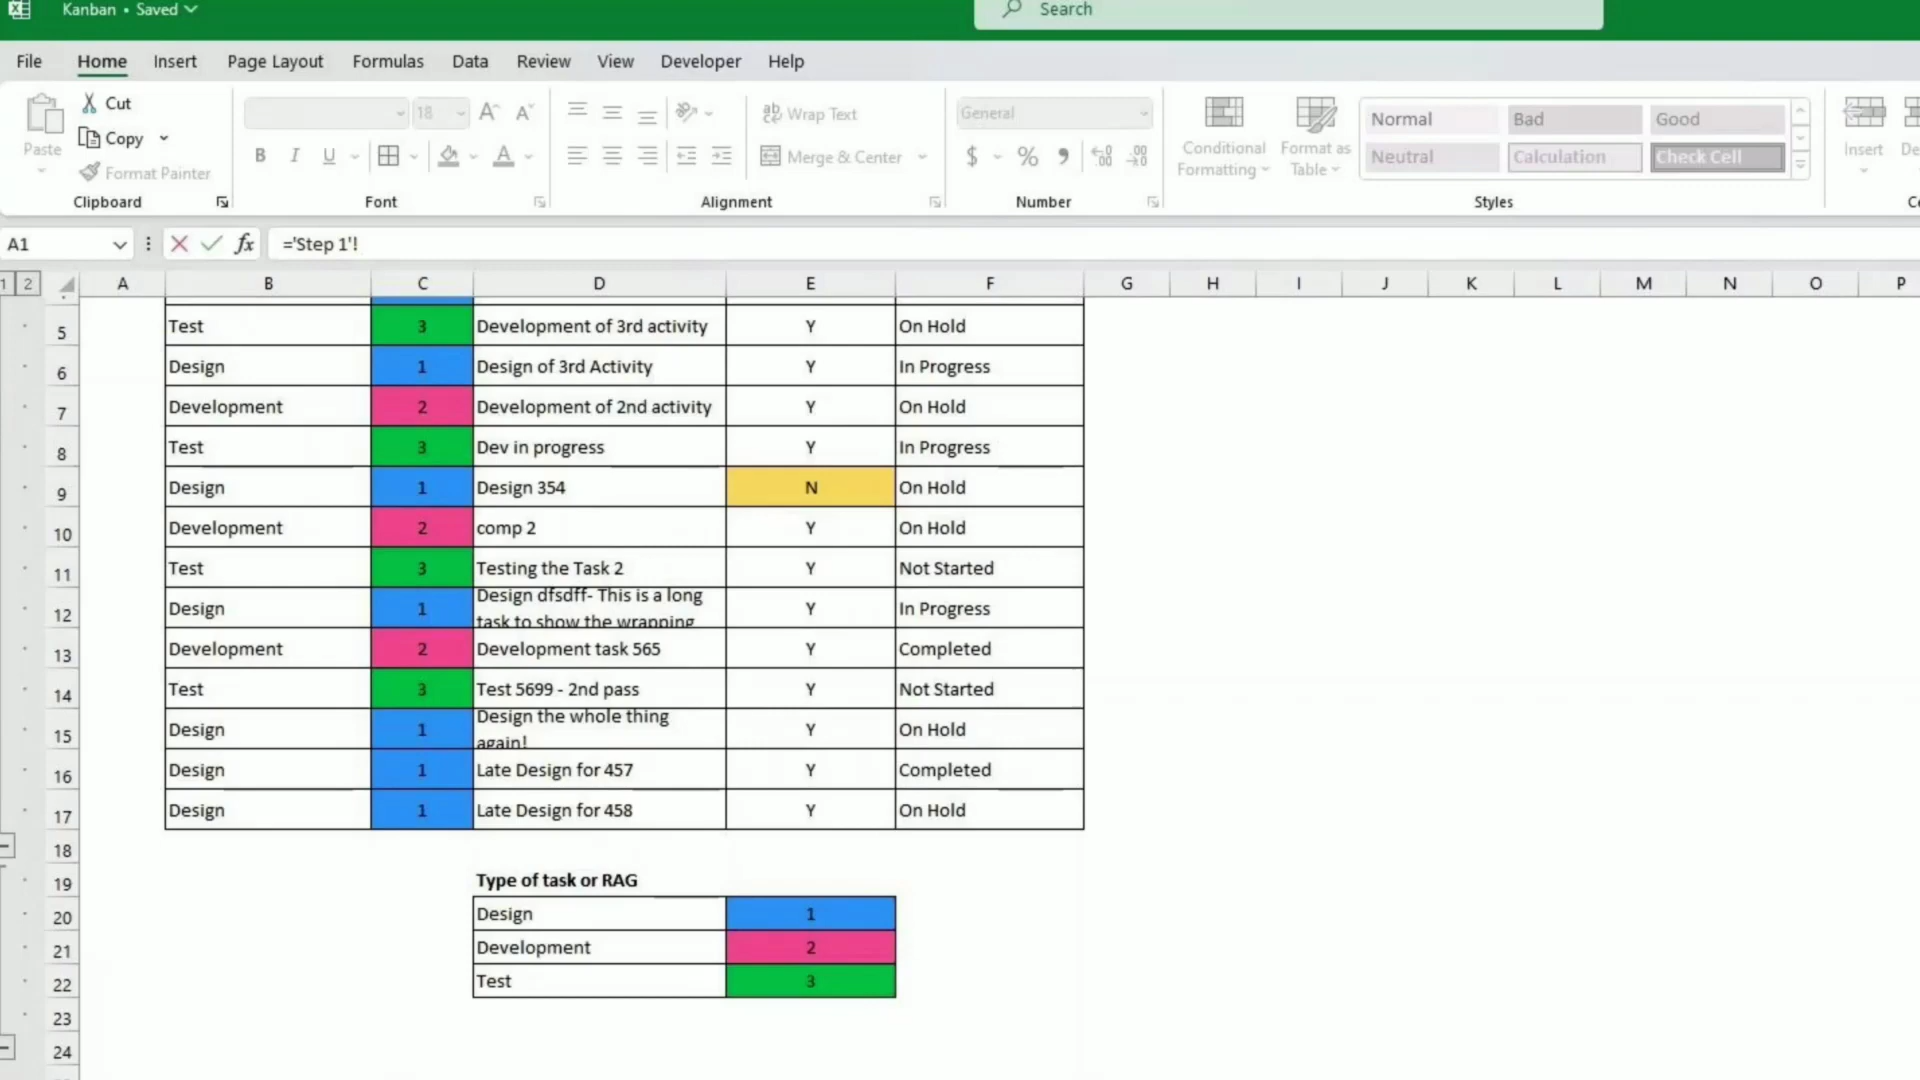 Kanban • Saved
Search
File Home Insert Page Layout Formulas Data Review View Developer Help
Paste
Cut
Copy
Format Painter
Clipboard
18
A^ A˅
B I U A
Font
Wrap Text
Merge & Center
Alignment
General
$ % 9 .00
Number
Conditional Formatting
Format as Table
Normal Bad Good
Neutral Calculation Check Cell
Styles
Insert
A1 fx ='Step 1'!
1 2 A B C D E F G H I J K L M N O P
5 Test 3 Development of 3rd activity Y On Hold
6 Design 1 Design of 3rd Activity Y In Progress
7 Development 2 Development of 2nd activity Y On Hold
8 Test 3 Dev in progress Y In Progress
9 Design 1 Design 354 N On Hold
10 Development 2 comp 2 Y On Hold
11 Test 3 Testing the Task 2 Y Not Started
12 Design 1 Design dfsdff- This is a long Y In Progress
task to show the wrapping
13 Development 2 Development task 565 Y Completed
14 Test 3 Test 5699 - 2nd pass Y Not Started
15 Design 1 Design the whole thing Y On Hold
again!
16 Design 1 Late Design for 457 Y Completed
17 Design 1 Late Design for 458 Y On Hold
18
19 Type of task or RAG
20 Design 1
21 Development 2
22 Test 3
23
24